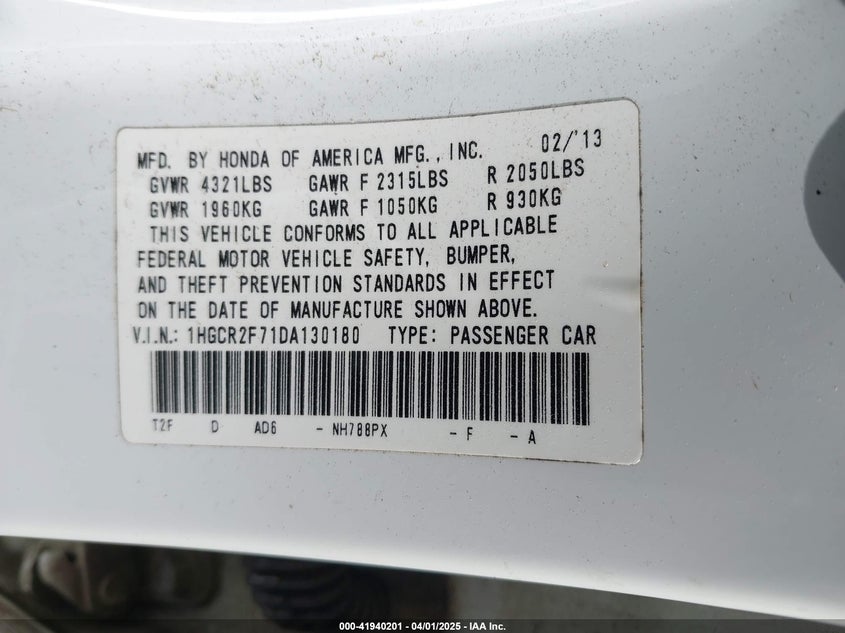 MFD. BY HONDA OF AMERICA MFG., INC. 02/'13
GVWR 4321LBS GAWR F 2315LBS R 2050LBS
GVWR 1960KG GAWR F 1050KG R 930KG
THIS VEHICLE CONFORMS TO ALL APPLICABLE
FEDERAL MOTOR VEHICLE SAFETY, BUMPER,
AND THEFT PREVENTION STANDARDS IN EFFECT
ON THE DATE OF MANUFACTURE SHOWN ABOVE.
V.I.N.: 1HGCR2F71DA130180 TYPE: PASSENGER CAR
T2F D AD6 - NH788PX - F - A
000-41940201 - 04/01/2025 - IAA Inc.